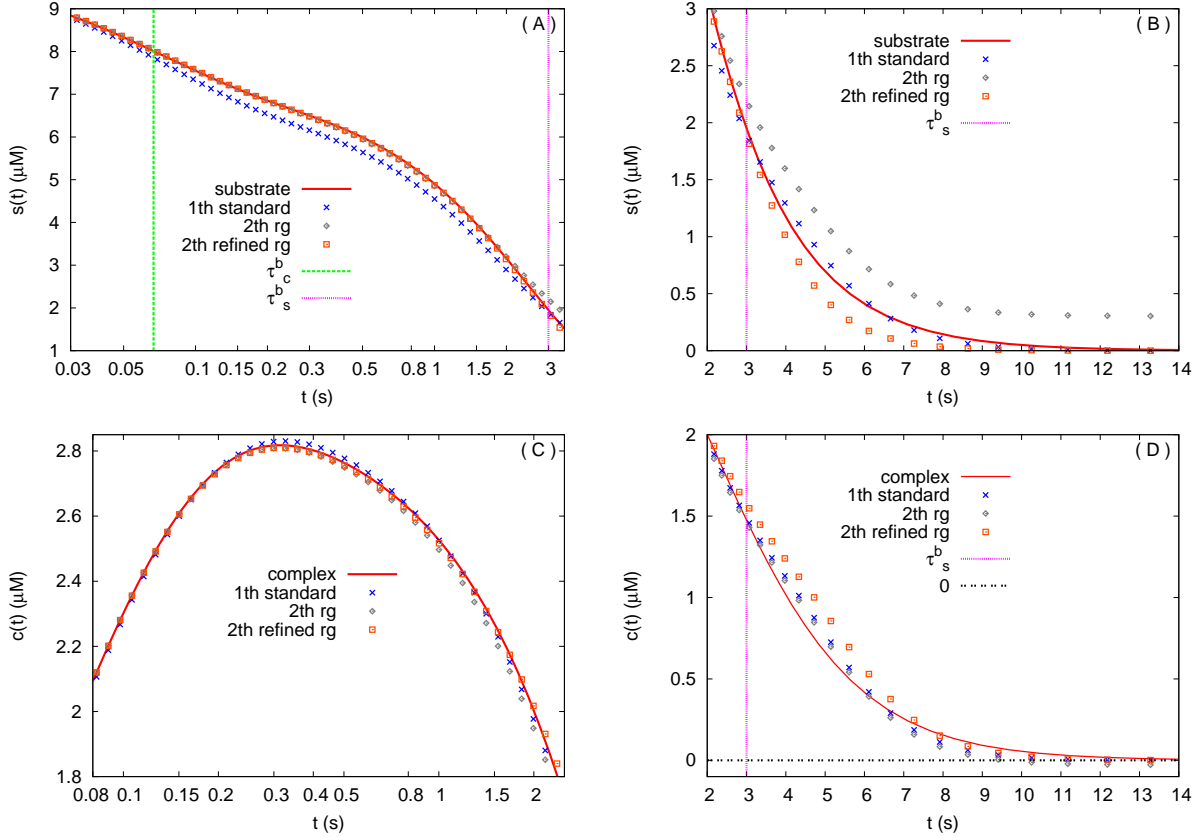 ( A )
9
8
7
6
5
4
3
2
1
s(t) (μM)
substrate
1th standard
2th rg
2th refined rg
τᵇ_c
τᵇ_s
0.03 0.05 0.1 0.15 0.2 0.3 0.5 0.8 1 1.5 2 3
t (s)
( B )
3
2.5
2
1.5
1
0.5
0
s(t) (μM)
substrate
1th standard
2th rg
2th refined rg
τᵇ_s
2 3 4 5 6 7 8 9 10 11 12 13 14
t (s)
( C )
2.8
2.6
2.4
2.2
2
1.8
c(t) (μM)
complex
1th standard
2th rg
2th refined rg
0.08 0.1 0.15 0.2 0.3 0.4 0.5 0.8 1 1.5 2
t (s)
( D )
2
1.5
1
0.5
0
c(t) (μM)
complex
1th standard
2th rg
2th refined rg
τᵇ_s
0
2 3 4 5 6 7 8 9 10 11 12 13 14
t (s)